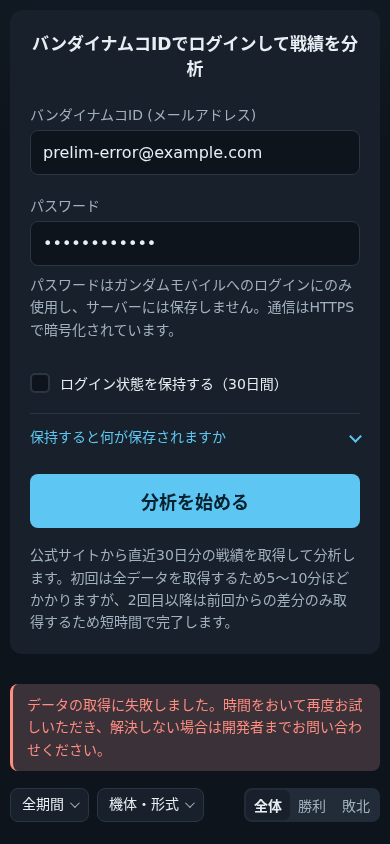 バンダイナムコIDでログインして戦績を分
析
バンダイナムコID (メールアドレス)
prelim-error@example.com
パスワード
••••••••••••
パスワードはガンダムモバイルへのログインにのみ
使用し、サーバーには保存しません。通信はHTTPS
で暗号化されています。
ログイン状態を保持する（30日間）
保持すると何が保存されますか
分析を始める
公式サイトから直近30日分の戦績を取得して分析し
ます。初回は全データを取得するため5〜10分ほど
かかりますが、2回目以降は前回からの差分のみ取
得するため短時間で完了します。
データの取得に失敗しました。時間をおいて再度お試
しいただき、解決しない場合は開発者までお問い合わ
せください。
全期間 機体・形式 全体 勝利 敗北